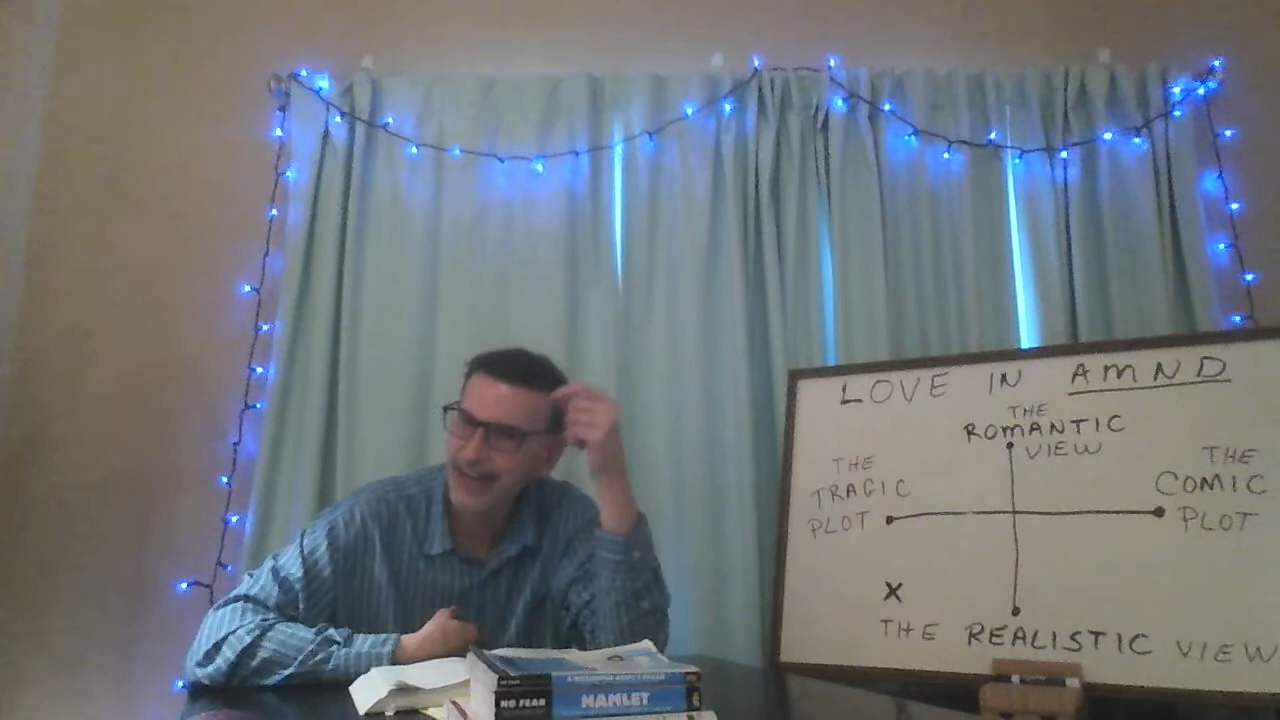 LOVE IN AMND
THE
ROMANTIC
VIEW
THE
TRAGIC
PLOT
THE
COMIC
PLOT
X
THE REALISTIC VIEW
NO FEAR
HAMLET